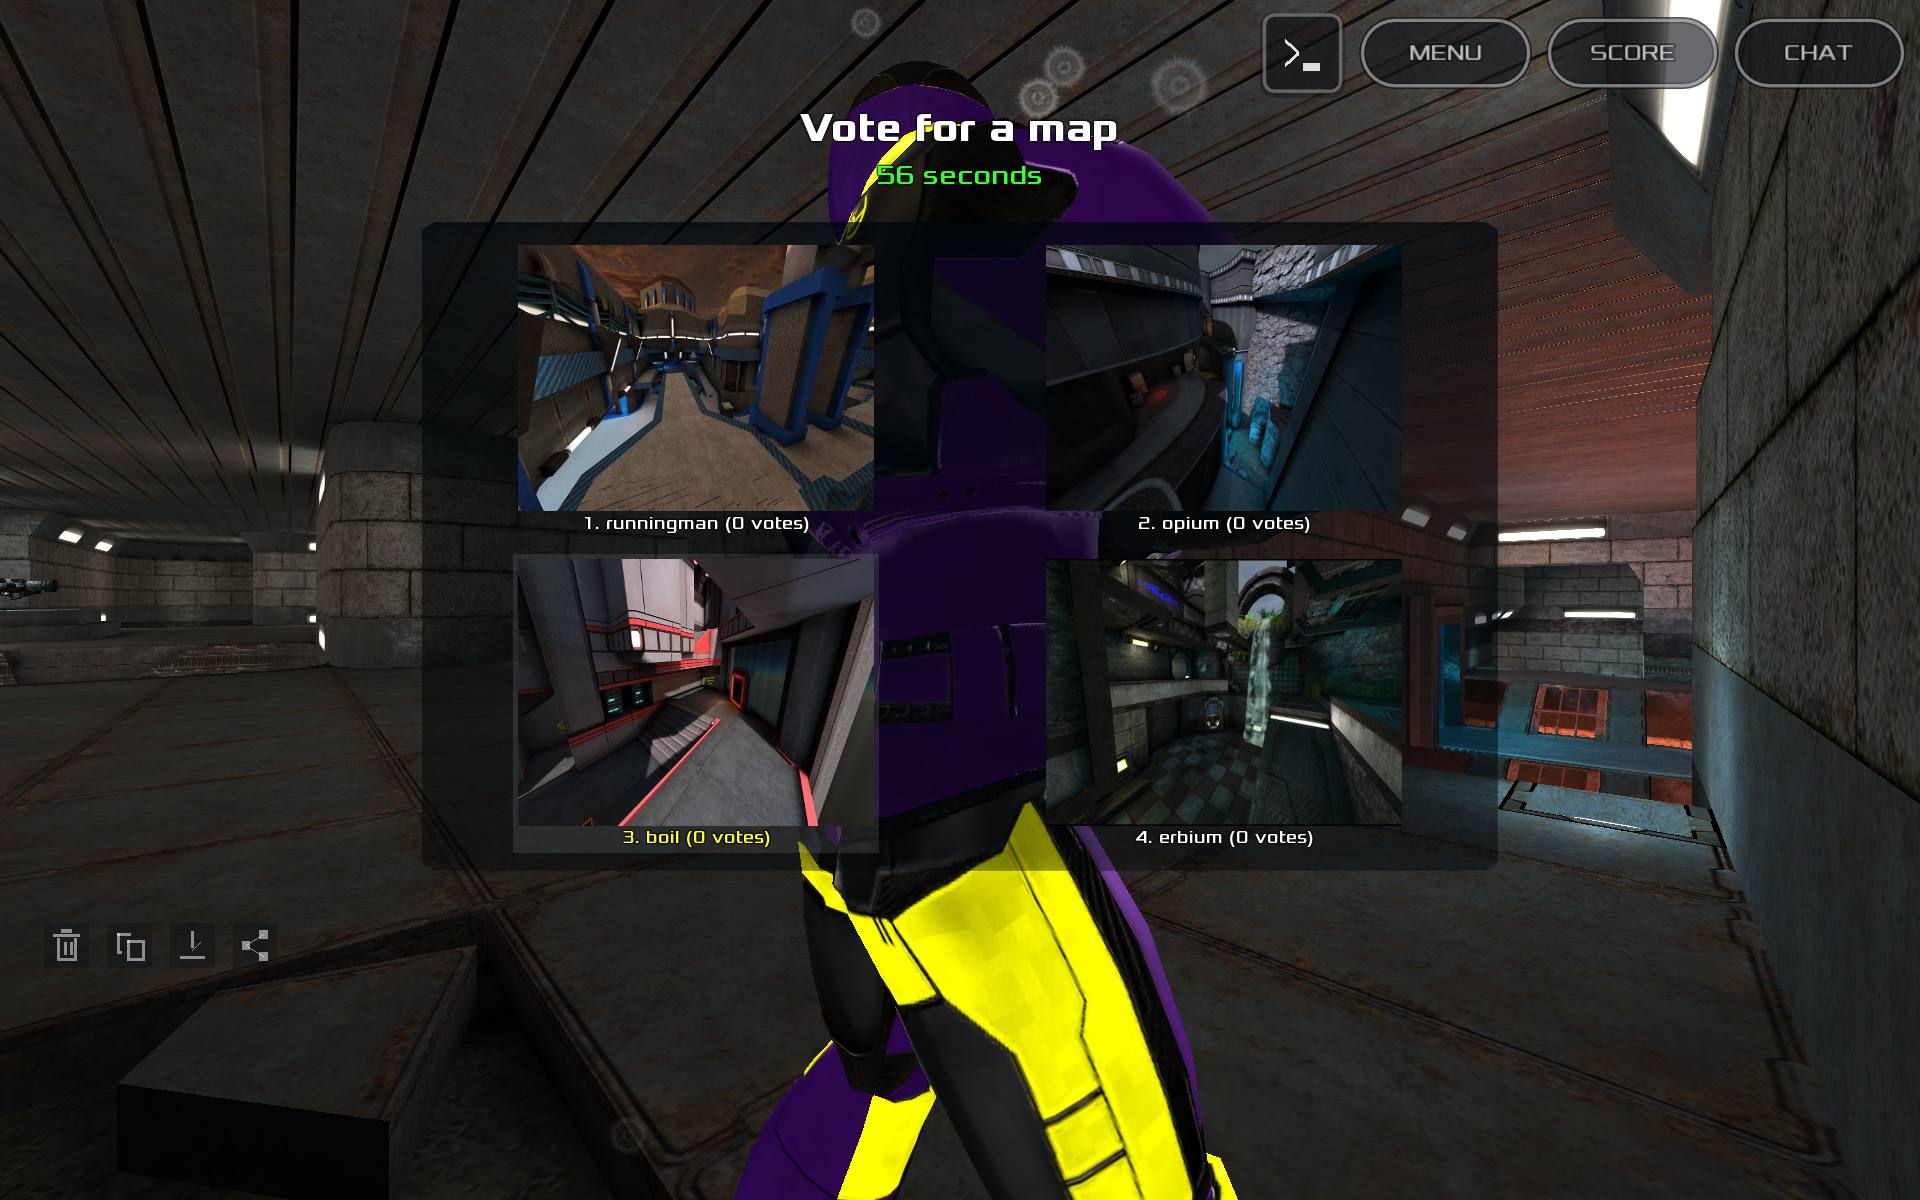 MENU
SCORE
CHAT
Vote for a map
56 seconds
1. runningman (0 votes)
2. opium (0 votes)
3. boil (0 votes)
4. erbium (0 votes)